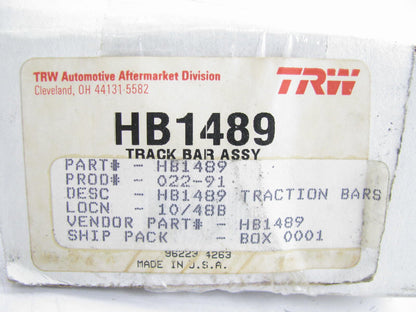 TRW Automotive Aftermarket Division
Cleveland, OH 44131-5582
TRW
HB1489
TRACK BAR ASSY
PART# - HB1489
PROD# - 022-91
DESC - HB1489 TRACTION BARS
LOCN - 10/48B
VENDOR PART# - HB1489
SHIP PACK - BOX 0001
96223 4263
MADE IN U.S.A.